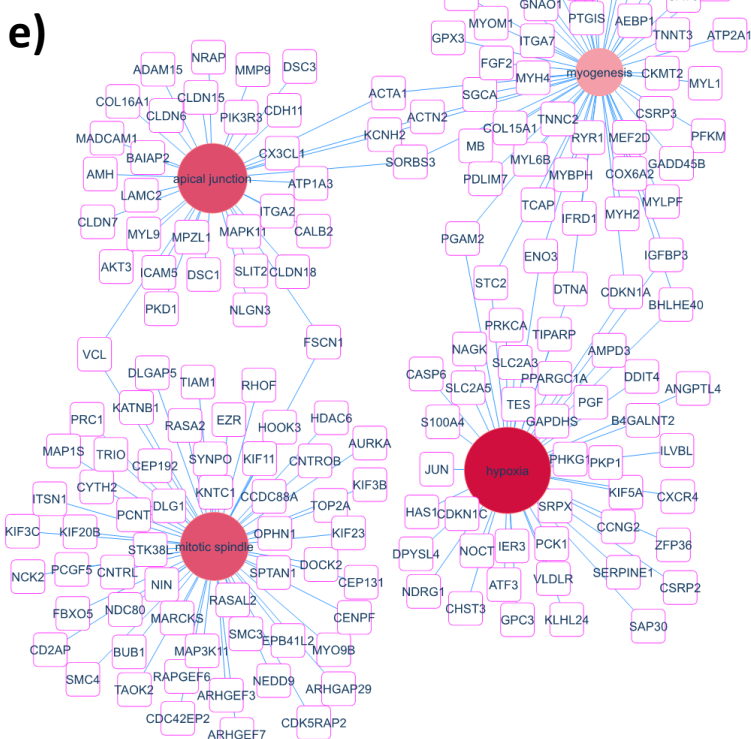 e)
GNAO1
PTGIS
MYOM1
AEBP1
TNNT3
ATP2A1
GPX3
ITGA7
FGF2
MYH4
myogenesis
CKMT2
MYL1
NRAP
DSC3
ADAM15
MMP9
CLDN15
COL16A1
PIK3R3
CDH11
CLDN6
ACTA1
SGCA
ACTN2
CSRP3
MADCAM1
KCNH2
COL15A1
TNNC2
RYR1
MEF2D
PFKM
BAIAP2
CX3CL1
MB
MYL6B
GADD45B
AMH
apical junction
ATP1A3
SORBS3
PDLIM7
MYBPH
COX6A2
LAMC2
ITGA2
TCAP
MYH2
MYLPF
CLDN7
MYL9
MPZL1
MAPK11
CALB2
IFRD1
PGAM2
ENO3
IGFBP3
AKT3
ICAM5
DSC1
SLIT2
CLDN18
STC2
DTNA
CDKN1A
BHLHE40
PKD1
NLGN3
PRKCA
TIPARP
VCL
FSCN1
NAGK
SLC2A3
AMPD3
DLGAP5
TIAM1
RHOF
CASP6
SLC2A5
PPARGC1A
DDIT4
ANGPTL4
KATNB1
TES
PGF
PRC1
RASA2
EZR
HOOK3
HDAC6
S100A4
GAPDHS
B4GALNT2
MAP1S
TRIO
CEP192
SYNPO
KIF11
CNTROB
AURKA
JUN
hypoxia
PHKG1
PKP1
ILVBL
CYTH2
KNTC1
CCDC88A
KIF3B
KIF5A
CXCR4
ITSN1
PCNT
DLG1
TOP2A
HAS1
CDKN1C
SRPX
CCNG2
KIF3C
KIF20B
STK38L
mitotic spindle
OPHN1
KIF23
DPYSL4
NOCT
IER3
PCK1
ZFP36
NCK2
PCGF5
CNTRL
NIN
SPTAN1
DOCK2
CEP131
NDRG1
ATF3
VLDLR
SERPINE1
CSRP2
FBXO5
NDC80
MARCKS
RASAL2
CENPF
CHST3
GPC3
KLHL24
SAP30
CD2AP
BUB1
MAP3K11
SMC3
EPB41L2
MYO9B
SMC4
TAOK2
RAPGEF6
ARHGEF3
NEDD9
ARHGAP29
CDC42EP2
ARHGEF7
CDK5RAP2